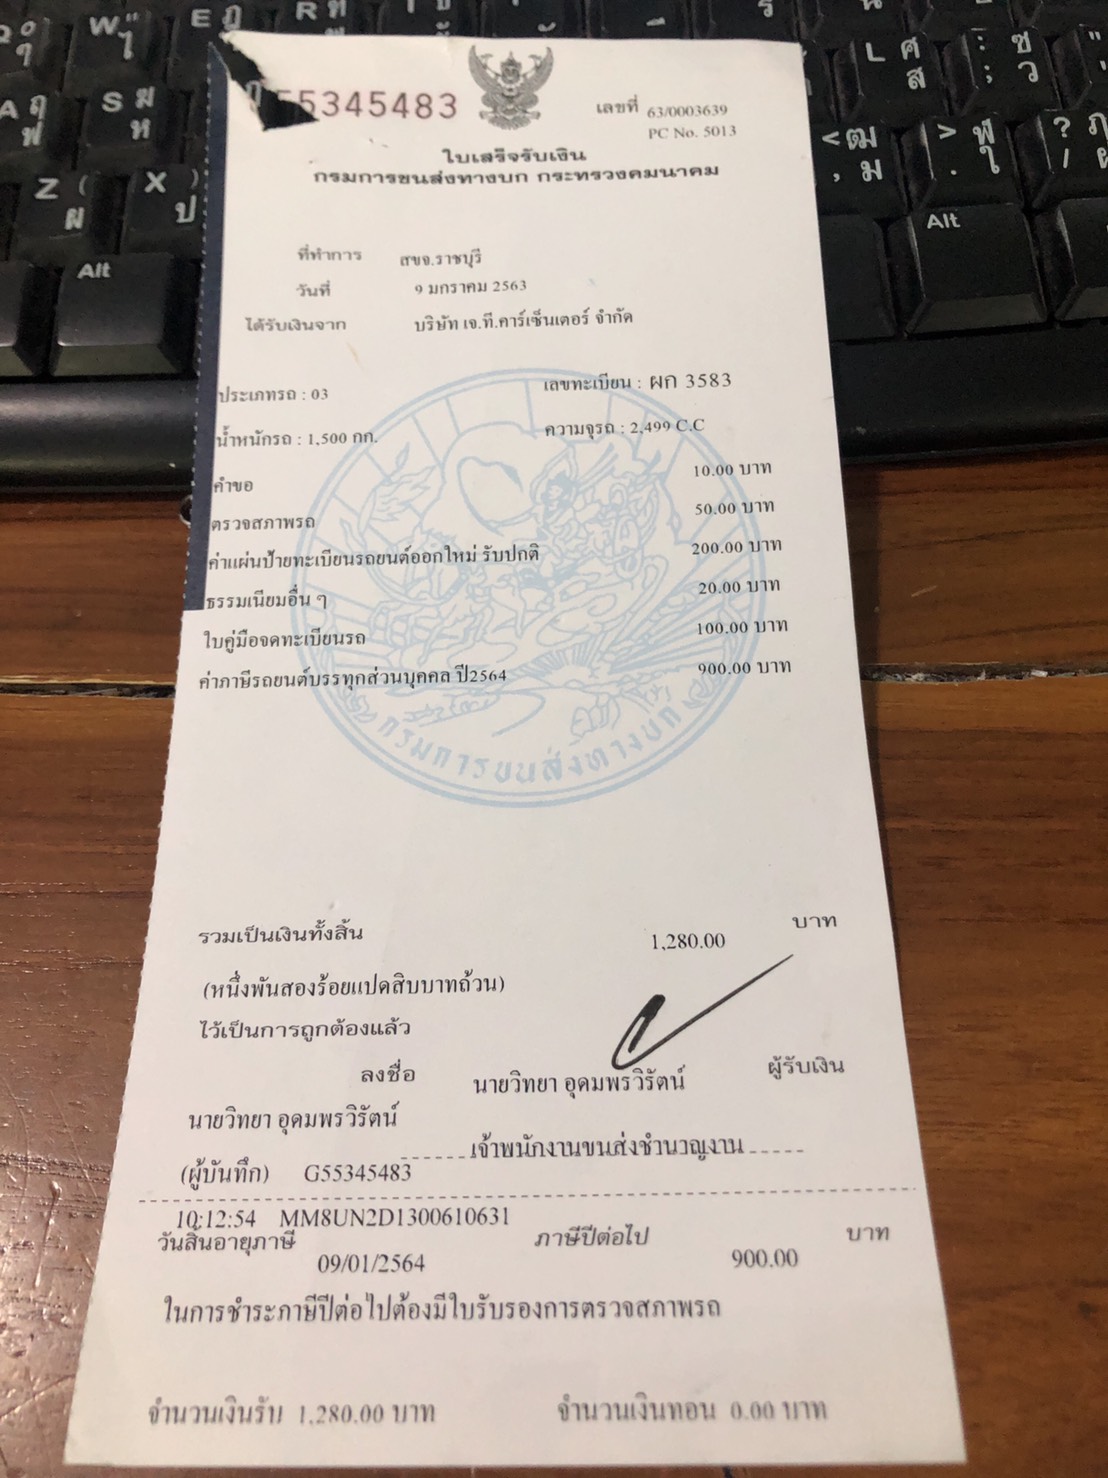 55345483
เลขที่ 63/0003639
PC No. 5013
ใบเสร็จรับเงิน
กรมการขนส่งทางบก กระทรวงคมนาคม
ที่ทำการ สขจ.ราชบุรี
วันที่ 9 มกราคม 2563
ได้รับเงินจาก บริษัท เจ.ที.คาร์เซ็นเตอร์ จำกัด
ประเภทรถ : 03 เลขทะเบียน : ผก 3583
น้ำหนักรถ : 1,500 กก. ความจุรถ : 2,499 C.C
คำขอ 10.00 บาท
ตรวจสภาพรถ 50.00 บาท
ค่าแผ่นป้ายทะเบียนรถยนต์ออกใหม่ รับปกติ 200.00 บาท
ธรรมเนียมอื่น ๆ 20.00 บาท
ใบคู่มือจดทะเบียนรถ 100.00 บาท
ค่าภาษีรถยนต์บรรทุกส่วนบุคคล ปี2564 900.00 บาท
กรมการขนส่งทางบก
รวมเป็นเงินทั้งสิ้น 1,280.00 บาท
(หนึ่งพันสองร้อยแปดสิบบาทถ้วน)
ไว้เป็นการถูกต้องแล้ว
ลงชื่อ นายวิทยา อุดมพรวิรัตน์ ผู้รับเงิน
นายวิทยา อุดมพรวิรัตน์
เจ้าพนักงานขนส่งชำนาญงาน
(ผู้บันทึก) G55345483
10:12:54 MM8UN2D1300610631
วันสิ้นอายุภาษี 09/01/2564 ภาษีปีต่อไป 900.00 บาท
ในการชำระภาษีปีต่อไปต้องมีใบรับรองการตรวจสภาพรถ
จำนวนเงินรับ 1,280.00 บาท จำนวนเงินทอน 0.00 บาท